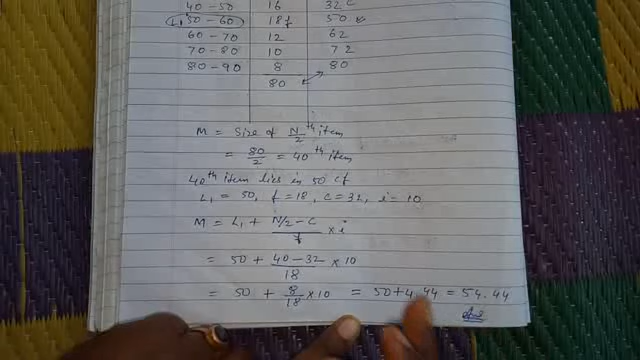 40-50 16 32 c
L₁ 50-60 18 f 50
60-70 12 62
70-80 10 72
80-90 8 80
80
M = Size of N/2 th item
= 80/2 = 40th item
40th item lies in 50 cf
L₁ = 50, f = 18, c = 32, i = 10
M = L₁ + N/2 - C / f × i
= 50 + 40-32 / 18 × 10
= 50 + 8/18 × 10 = 50 + 4.44 = 54.44